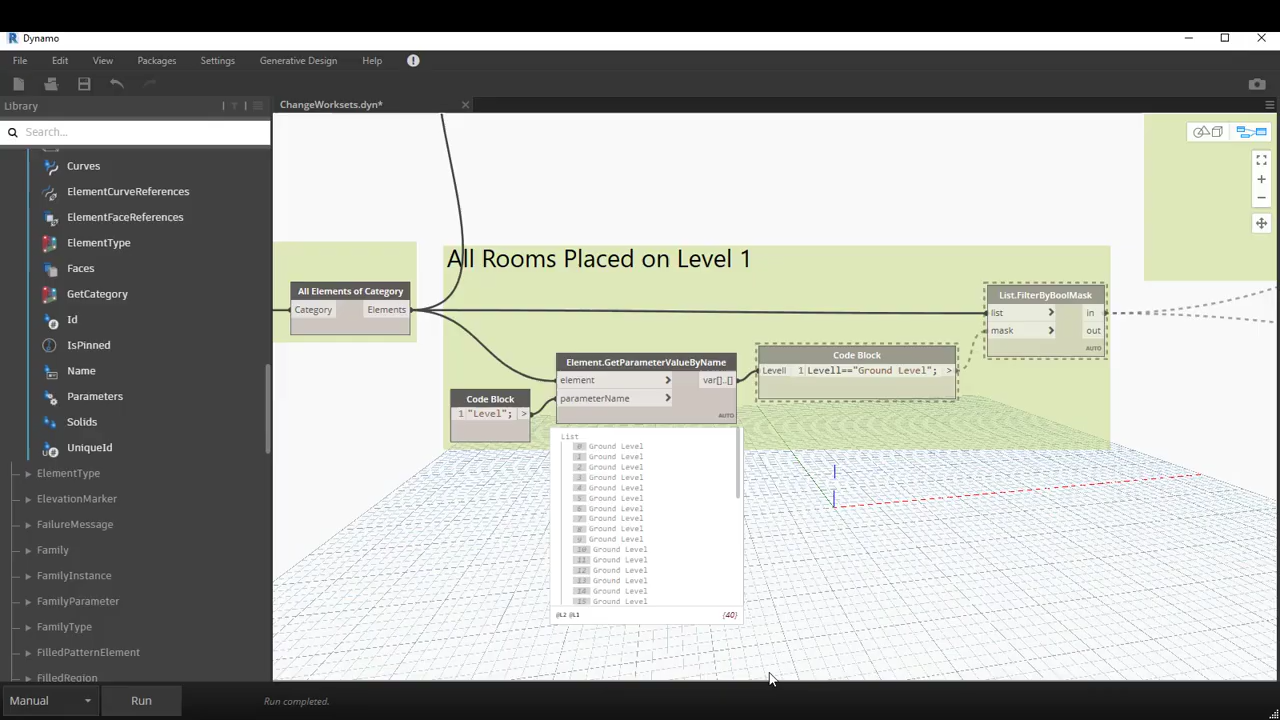 Dynamo
File Edit View Packages Settings Generative Design Help
Library
ChangeWorksets.dyn*
Search...
Curves
ElementCurveReferences
ElementFaceReferences
ElementType
Faces
GetCategory
Id
IsPinned
Name
Parameters
Solids
UniqueId
ElementType
ElevationMarker
FailureMessage
Family
FamilyInstance
FamilyParameter
FamilyType
FilledPatternElement
FilledRegion
All Rooms Placed on Level 1
All Elements of Category
Category Elements
Code Block
1 "Level"; >
Element.GetParameterValueByName
element > var[]..[]
parameterName >
AUTO
List
0 Ground Level
1 Ground Level
2 Ground Level
3 Ground Level
4 Ground Level
5 Ground Level
6 Ground Level
7 Ground Level
8 Ground Level
9 Ground Level
10 Ground Level
11 Ground Level
12 Ground Level
13 Ground Level
14 Ground Level
15 Ground Level
@L2 @L1 {40}
Code Block
Levell 1 Levell=="Ground Level"; >
List.FilterByBoolMask
list > in
mask > out
AUTO
Manual Run Run completed.